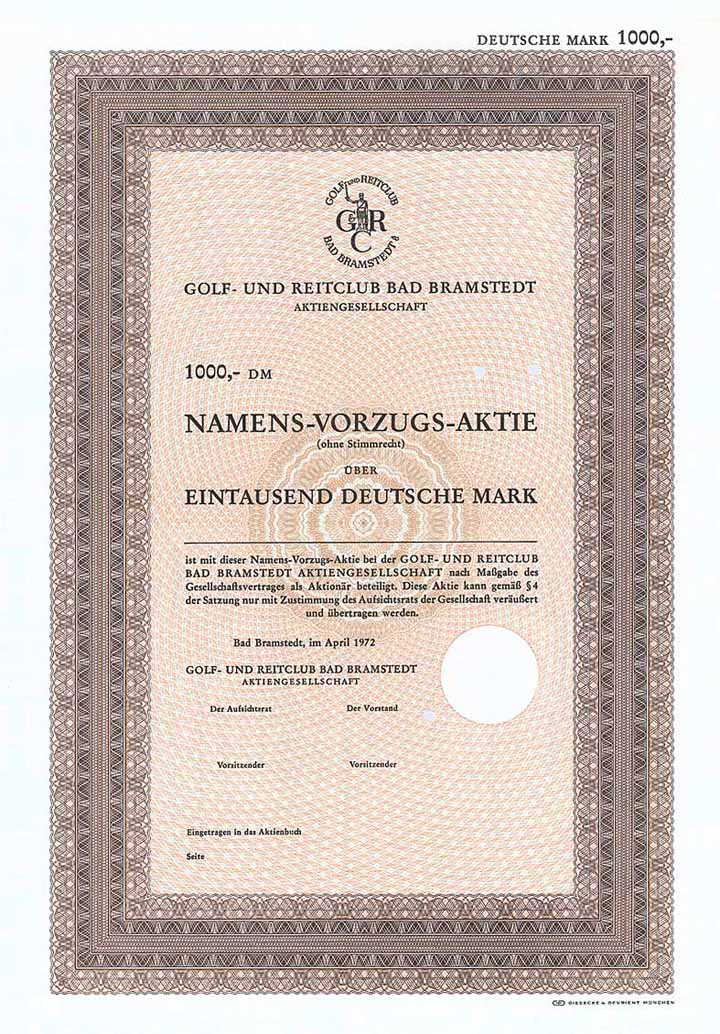 DEUTSCHE MARK 1000,-
GOLF UND REITCLUB
G&R
C
BAD BRAMSTEDT
GOLF- UND REITCLUB BAD BRAMSTEDT
AKTIENGESELLSCHAFT
1000,- DM
NAMENS-VORZUGS-AKTIE
(ohne Stimmrecht)
ÜBER
EINTAUSEND DEUTSCHE MARK
ist mit dieser Namens-Vorzugs-Aktie bei der GOLF- UND REITCLUB
BAD BRAMSTEDT AKTIENGESELLSCHAFT nach Maßgabe des
Gesellschaftsvertrages als Aktionär beteiligt. Diese Aktie kann gemäß § 4
der Satzung nur mit Zustimmung des Aufsichtsrats der Gesellschaft veräußert
und übertragen werden.
Bad Bramstedt, im April 1972
GOLF- UND REITCLUB BAD BRAMSTEDT
AKTIENGESELLSCHAFT
Der Aufsichtsrat Der Vorstand
Vorsitzender Vorsitzender
Eingetragen in das Aktienbuch
Seite
GIESECKE & DEVRIENT MÜNCHEN